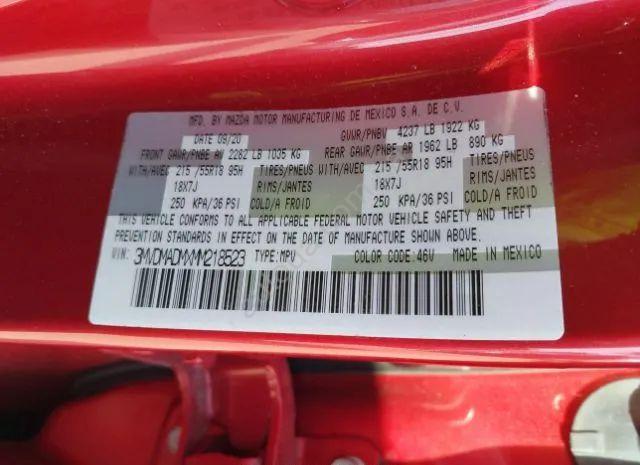 MFD. BY MAZDA MOTOR MANUFACTURING DE MEXICO S.A. DE C.V.
DATE 09/20 GVWR/PNBV 4237 LB 1922 KG
FRONT GAWR/PNBE AV 2282 LB 1035 KG REAR GAWR/PNBE AR 1962 LB 890 KG
WITH/AVEC 215 /55R18 95H TIRES/PNEUS WITH/AVEC 215 /55R18 95H TIRES/PNEUS
18X7J RIMS/JANTES 18X7J RIMS/JANTES
250 KPA/36 PSI COLD/A FROID 250 KPA/36 PSI COLD/A FROID
THIS VEHICLE CONFORMS TO ALL APPLICABLE FEDERAL MOTOR VEHICLE SAFETY AND THEFT
PREVENTION STANDARDS IN EFFECT ON THE DATE OF MANUFACTURE SHOWN ABOVE.
VIN: 3MVDMADMXMM218523 TYPE:MPV COLOR CODE:46V MADE IN MEXICO